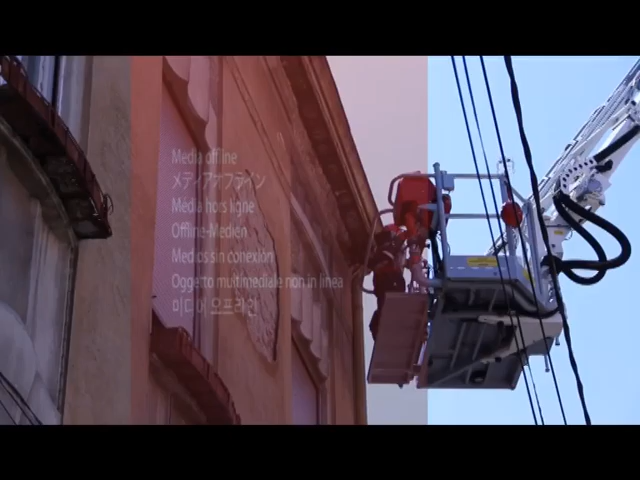 Media offline
メディアオフライン
Média hors ligne
Offline-Medien
Medios sin conexión
Oggetto multimediale non in linea
미디어 오프라인